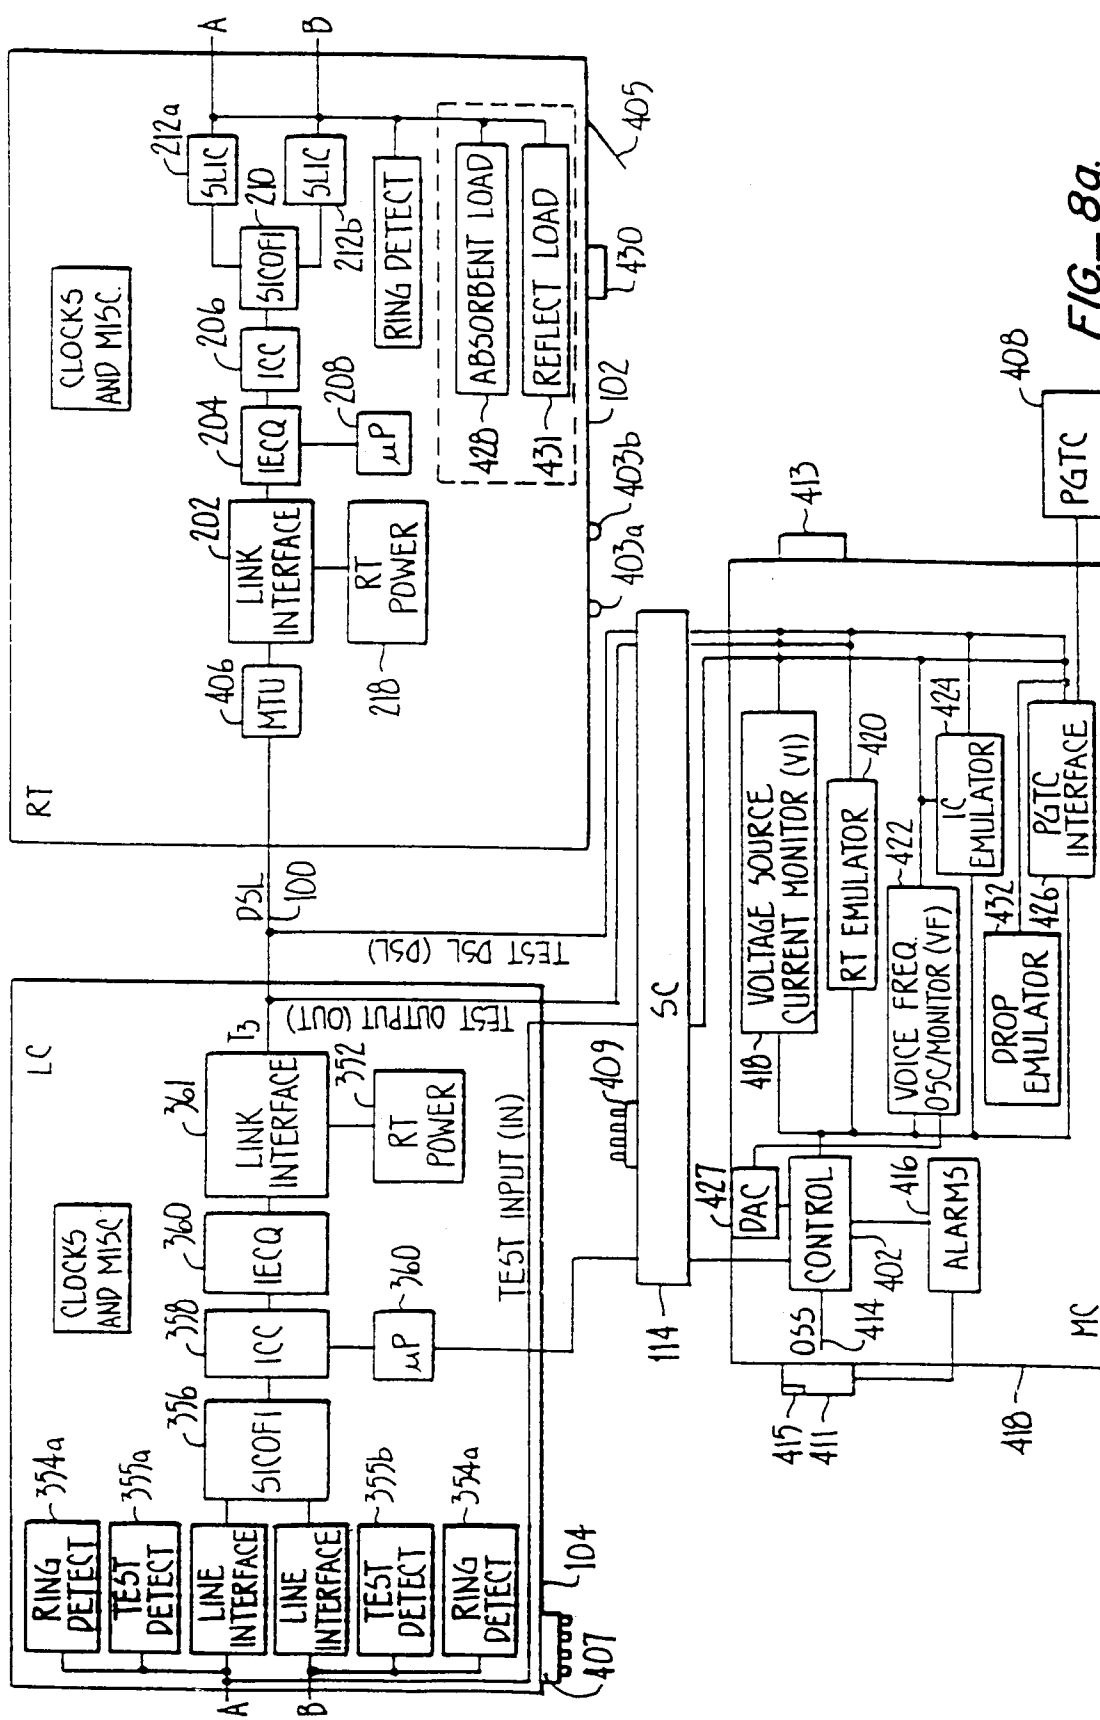 LC
CLOCKS
AND MISC
RING
DETECT
354a
TEST
DETECT
355a
LINE
INTERFACE
LINE
INTERFACE
TEST
DETECT
355b
RING
DETECT
354a
A
B
SICOFI
356
ICC
358
IECQ
360
LINK
INTERFACE
361
T3
µP
360
RT
POWER
352
TEST INPUT (IN)
TEST OUTPUT (OUT)
TEST DSL (DSL)
104
407
DSL
100
RT
CLOCKS
AND MISC.
MTU
406
LINK
INTERFACE
202
IECQ
204
ICC
206
SICOFI
210
SLIC
212a
SLIC
212b
A
B
RT
POWER
218
µP
208
RING DETECT
ABSORBENT LOAD
428
REFLECT LOAD
431
403a
403b
102
430
405
SC
409
114
MC
418
OSS
414
415
411
CONTROL
402
DAC
427
ALARMS
416
VOLTAGE SOURCE
CURRENT MONITOR (VI)
418
RT EMULATOR
420
VOICE FREQ.
OSC/MONITOR (VF)
422
IC
EMULATOR
424
DROP
EMULATOR
432
PGTC
INTERFACE
426
413
PGTC
408
FIG.—8a.